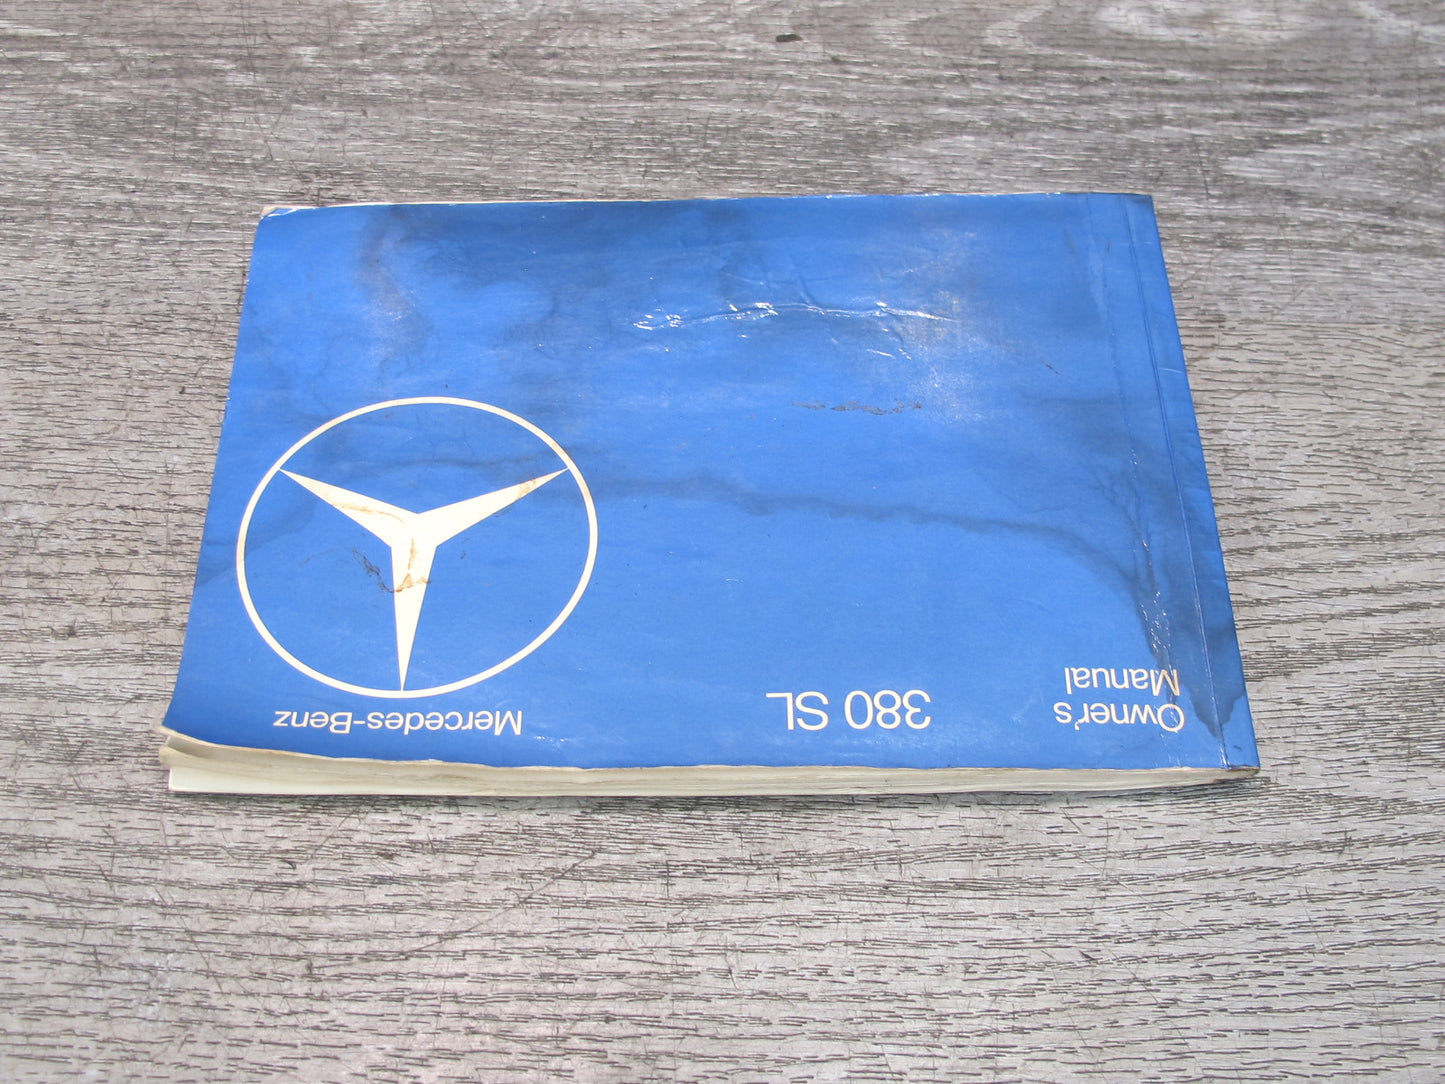 Owner's
Manual
380 SL
Mercedes-Benz